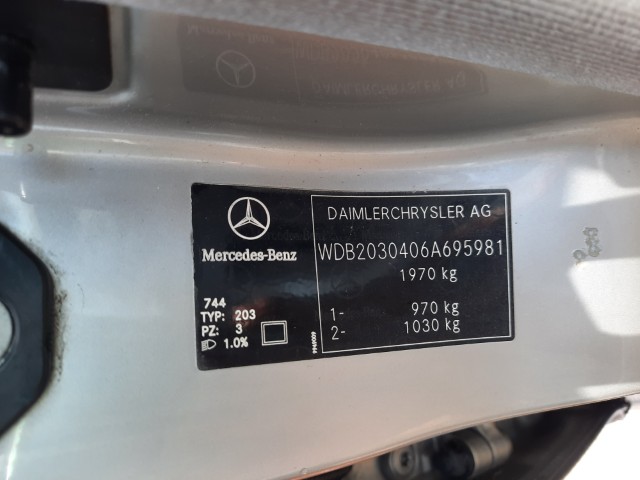 DAIMLERCHRYSLER AG
Mercedes-Benz
WDB2030406A695981
1970 kg
744
TYP: 203
PZ: 3
1.0%
1- 970 kg
2- 1030 kg